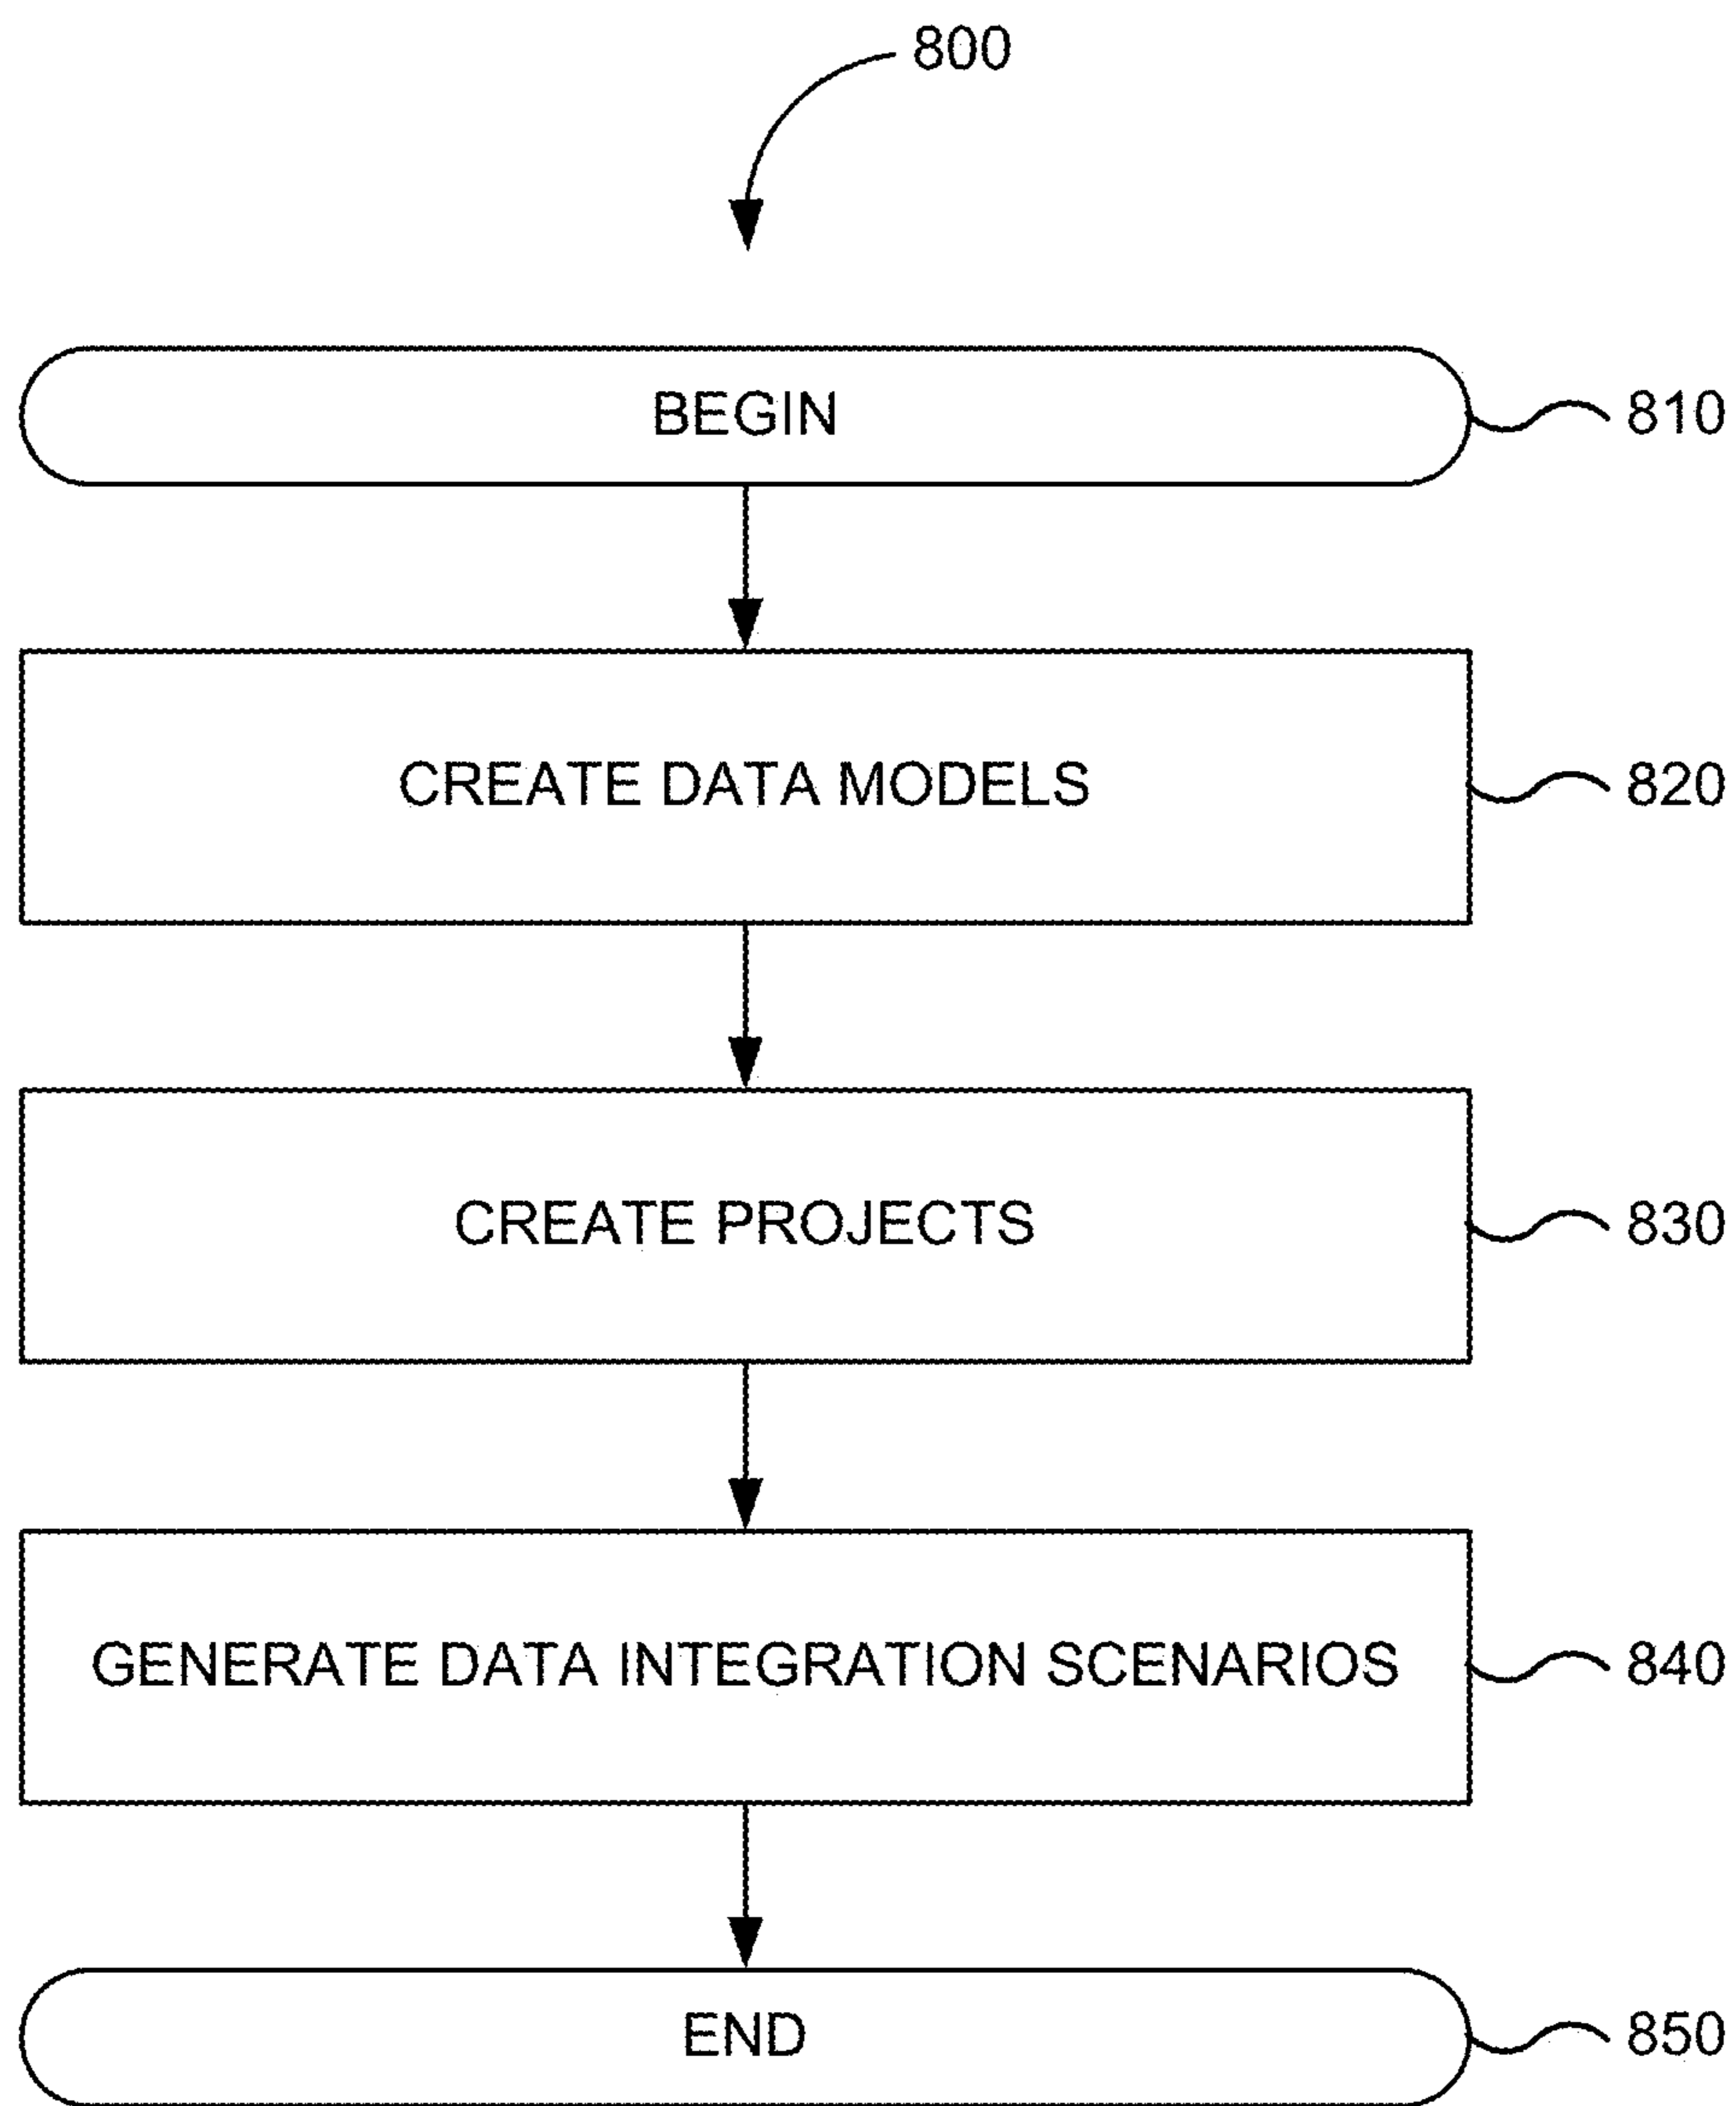 800
BEGIN 810
CREATE DATA MODELS 820
CREATE PROJECTS 830
GENERATE DATA INTEGRATION SCENARIOS 840
END 850